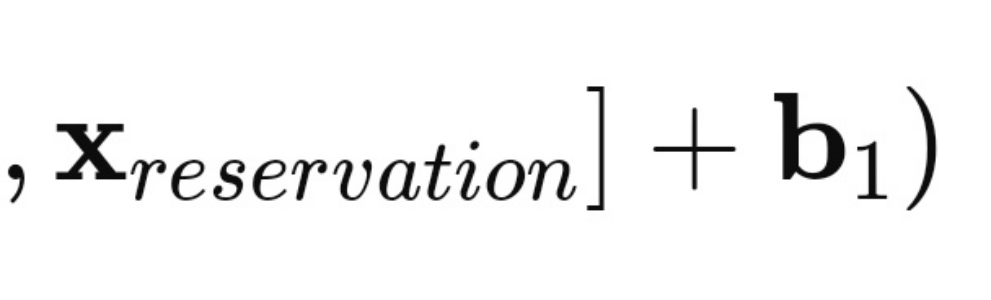 , x_{reservation}] + b_1)